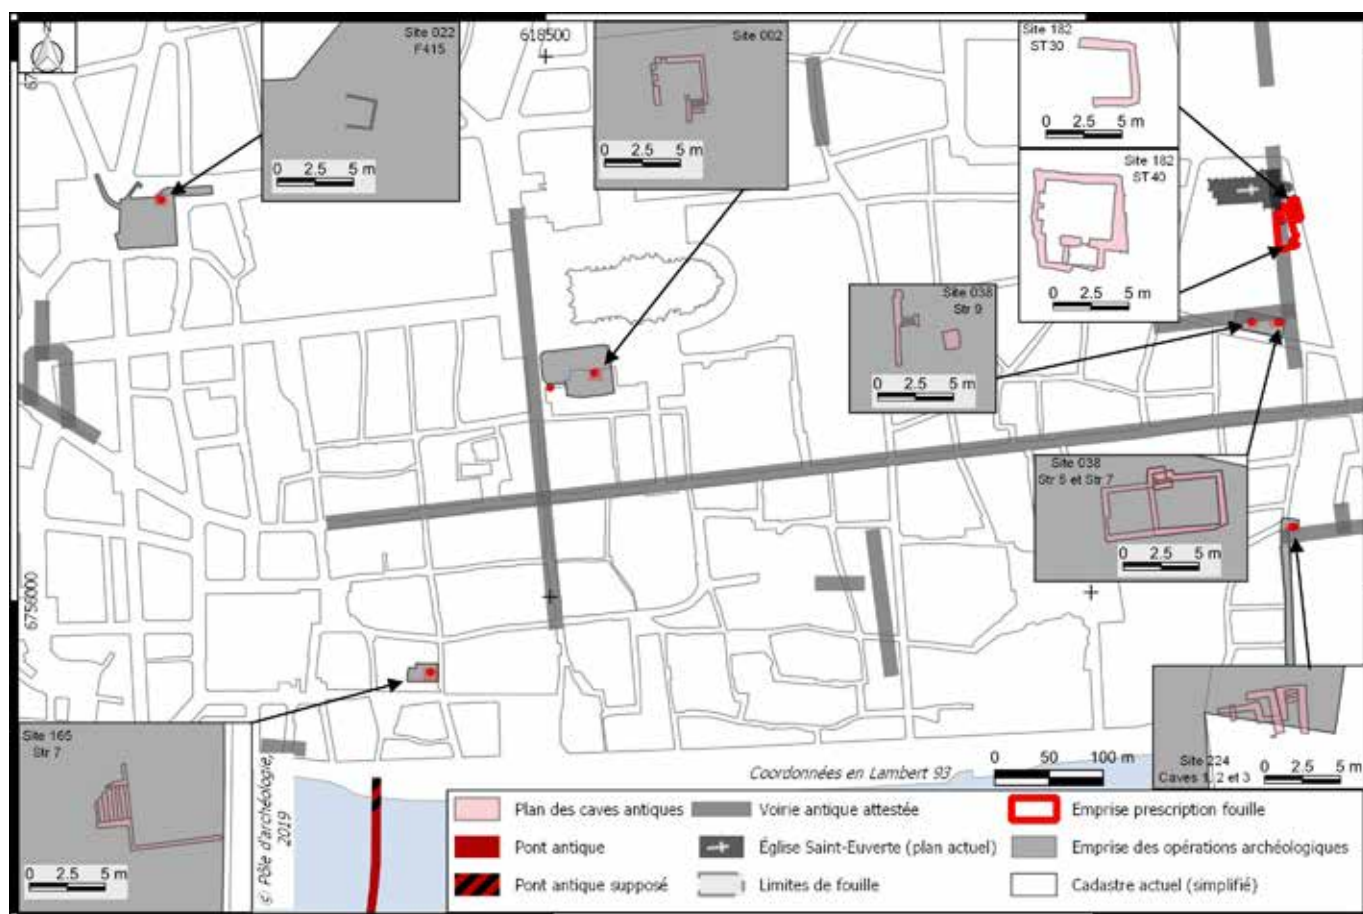 N
Site 022
F415
618500
Site 002
Site 182
ST30
0 2.5 5 m
0 2.5 5 m
0 2.5 5 m
Site 182
ST40
0 2.5 5 m
Site 038
Str 9
0 2.5 5 m
Site 038
Str 5 et Str 7
0 2.5 5 m
6756000
Site 165
Str 7
0 2.5 5 m
Site 224
Caves 1, 2 et 3
0 2.5 5 m
0 50 100 m
Coordonnées en Lambert 93
© Pôle d'archéologie,
2019
Plan des caves antiques
Pont antique
Pont antique supposé
Voirie antique attestée
Église Saint-Euverte (plan actuel)
Limites de fouille
Emprise prescription fouille
Emprise des opérations archéologiques
Cadastre actuel (simplifié)